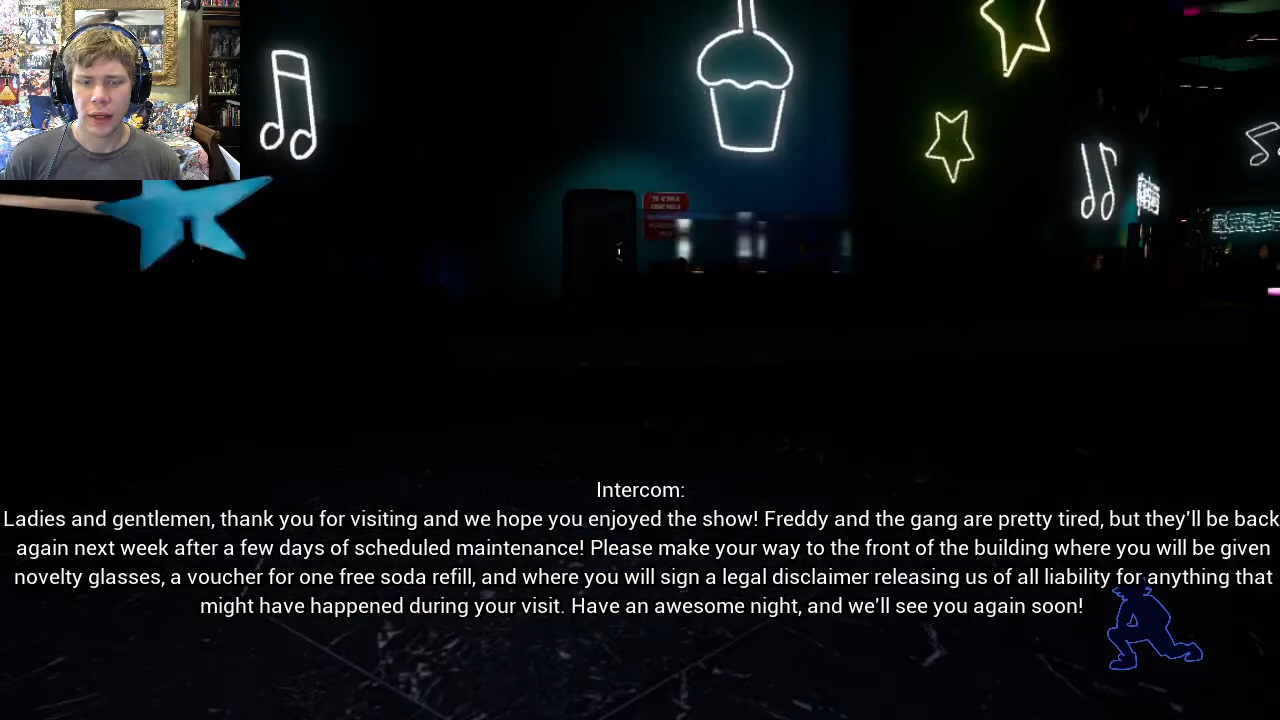 Intercom:
Ladies and gentlemen, thank you for visiting and we hope you enjoyed the show! Freddy and the gang are pretty tired, but they'll be back
again next week after a few days of scheduled maintenance! Please make your way to the front of the building where you will be given
novelty glasses, a voucher for one free soda refill, and where you will sign a legal disclaimer releasing us of all liability for anything that
might have happened during your visit. Have an awesome night, and we'll see you again soon!